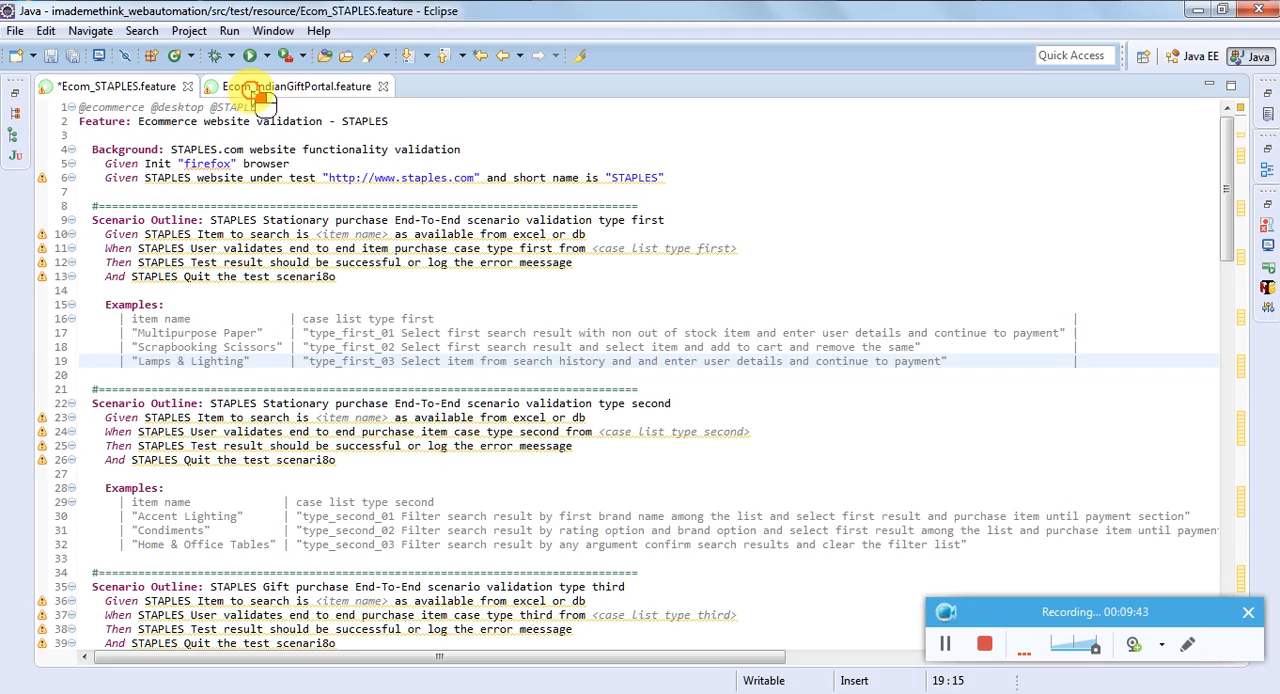 Java - imademethink_webautomation/src/test/resource/Ecom_STAPLES.feature - Eclipse
File Edit Navigate Search Project Run Window Help
Quick Access
Java EE
Java
*Ecom_STAPLES.feature
Ecom_IndianGiftPortal.feature
1 @ecommerce @desktop @STAPLE
2 Feature: Ecommerce website validation - STAPLES
3
4 Background: STAPLES.com website functionality validation
5 Given Init "firefox" browser
6 Given STAPLES website under test "http://www.staples.com" and short name is "STAPLES"
7
8 #==================================================================================
9 Scenario Outline: STAPLES Stationary purchase End-To-End scenario validation type first
10 Given STAPLES Item to search is <item name> as available from excel or db
11 When STAPLES User validates end to end item purchase case type first from <case list type first>
12 Then STAPLES Test result should be successful or log the error meessage
13 And STAPLES Quit the test scenari8o
14
15 Examples:
16 | item name | case list type first |
17 | "Multipurpose Paper" | "type_first_01 Select first search result with non out of stock item and enter user details and continue to payment" |
18 | "Scrapbooking Scissors" | "type_first_02 Select first search result and select item and add to cart and remove the same" |
19 | "Lamps & Lighting" | "type_first_03 Select item from search history and and enter user details and continue to payment" |
20
21 #==================================================================================
22 Scenario Outline: STAPLES Stationary purchase End-To-End scenario validation type second
23 Given STAPLES Item to search is <item name> as available from excel or db
24 When STAPLES User validates end to end purchase item case type second from <case list type second>
25 Then STAPLES Test result should be successful or log the error meessage
26 And STAPLES Quit the test scenari8o
27
28 Examples:
29 | item name | case list type second
30 | "Accent Lighting" | "type_second_01 Filter search result by first brand name among the list and select first result and purchase item until payment section"
31 | "Condiments" | "type_second_02 Filter search result by rating option and brand option and select first result among the list and purchase item until paymen
32 | "Home & Office Tables" | "type_second_03 Filter search result by any argument confirm search results and clear the filter list"
33
34 #==================================================================================
35 Scenario Outline: STAPLES Gift purchase End-To-End scenario validation type third
36 Given STAPLES Item to search is <item name> as available from excel or db
37 When STAPLES User validates end to end purchase item case type third from <case list type third>
38 Then STAPLES Test result should be successful or log the error meessage
39 And STAPLES Quit the test scenari8o
Recording... 00:09:43
Writable Insert 19:15